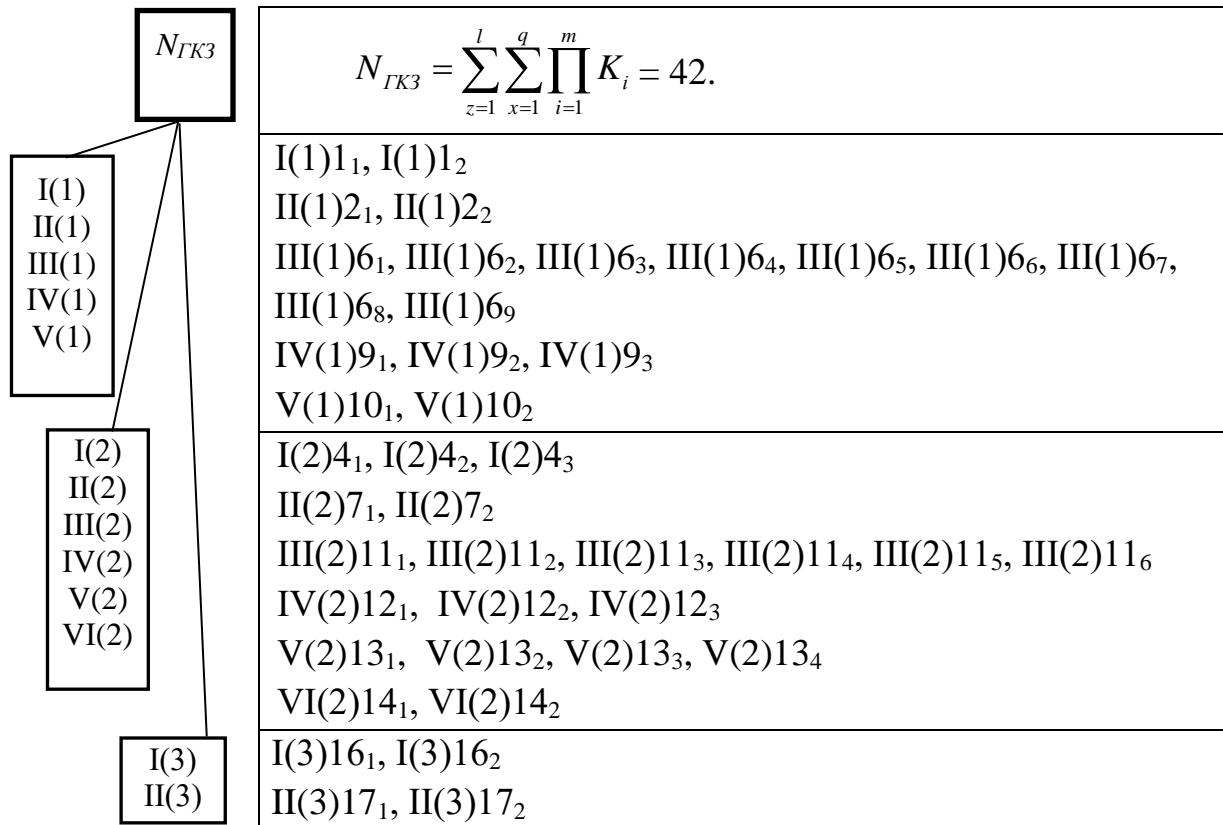 N_ГКЗ
N_ГКЗ = \sum_{z=1}^{l} \sum_{x=1}^{q} \prod_{i=1}^{m} K_i = 42.
I(1)
II(1)
III(1)
IV(1)
V(1)
I(1)1₁, I(1)1₂
II(1)2₁, II(1)2₂
III(1)6₁, III(1)6₂, III(1)6₃, III(1)6₄, III(1)6₅, III(1)6₆, III(1)6₇,
III(1)6₈, III(1)6₉
IV(1)9₁, IV(1)9₂, IV(1)9₃
V(1)10₁, V(1)10₂
I(2)
II(2)
III(2)
IV(2)
V(2)
VI(2)
I(2)4₁, I(2)4₂, I(2)4₃
II(2)7₁, II(2)7₂
III(2)11₁, III(2)11₂, III(2)11₃, III(2)11₄, III(2)11₅, III(2)11₆
IV(2)12₁, IV(2)12₂, IV(2)12₃
V(2)13₁, V(2)13₂, V(2)13₃, V(2)13₄
VI(2)14₁, VI(2)14₂
I(3)
II(3)
I(3)16₁, I(3)16₂
II(3)17₁, II(3)17₂